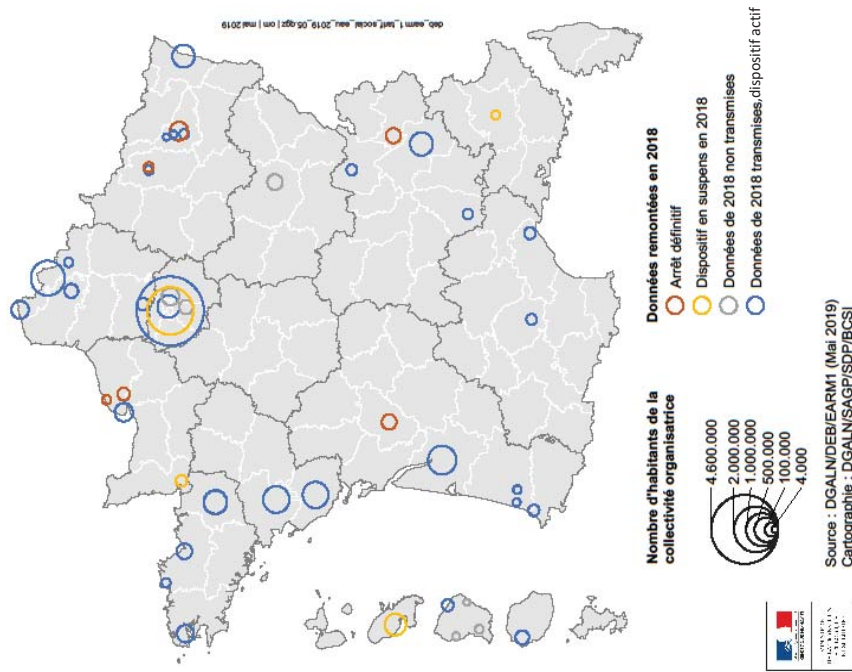 deb_earm1_tarif_social_eau_2019_05.qgz | om | mai 2019
Nombre d'habitants de la
collectivité organisatrice
4.600.000
2.000.000
1.000.000
500.000
100.000
4.000
Données remontées en 2018
Arrêt définitif
Dispositif en suspens en 2018
Données de 2018 non transmises
Données de 2018 transmises,dispositif actif
Source : DGALN/DEB/EARM1 (Mai 2019)
Cartographie : DGALN/SAGP/SDP/BCSI